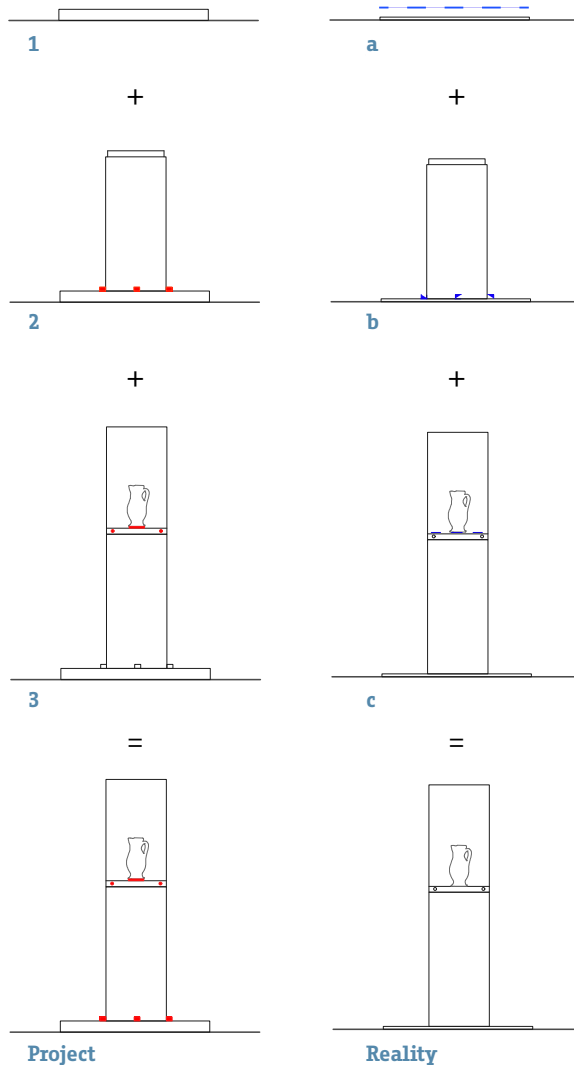 1 a
+ +
2 b
+ +
3 c
= =
Project Reality